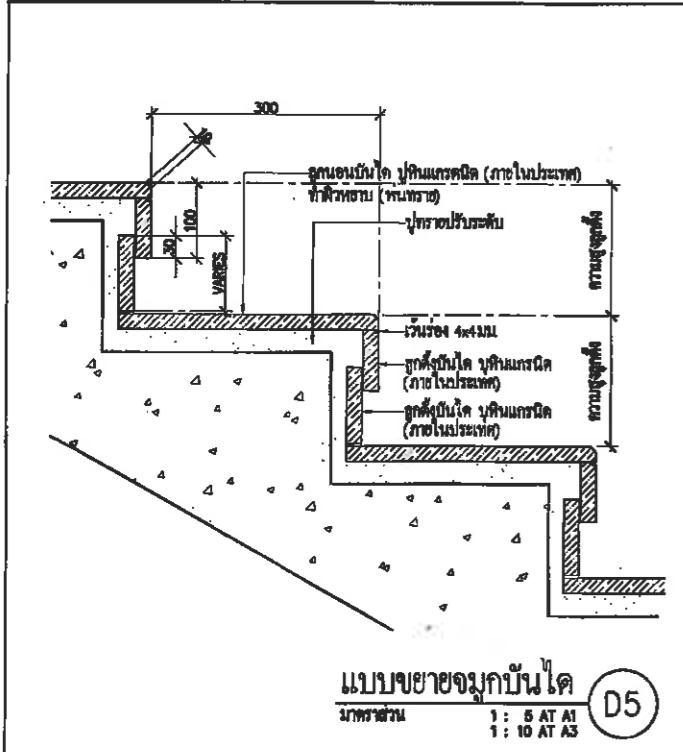 300
ลูกนอนบันได ปูหินแกรนิต (ภายในประเทศ)
ทำผิวหยาบ (พ่นทราย)
ปูทรายปรับระดับ
100
30
VARIES
ความสูงลูกตั้ง
เว้นร่อง 4x4มม
ลูกตั้งบันได บุหินแกรนิต
(ภายในประเทศ)
ลูกตั้งบันได บุหินแกรนิต
(ภายในประเทศ)
ความสูงลูกตั้ง
แบบขยายจมูกบันได
D5
มาตราส่วน
1 : 5 AT A1
1 : 10 AT A3